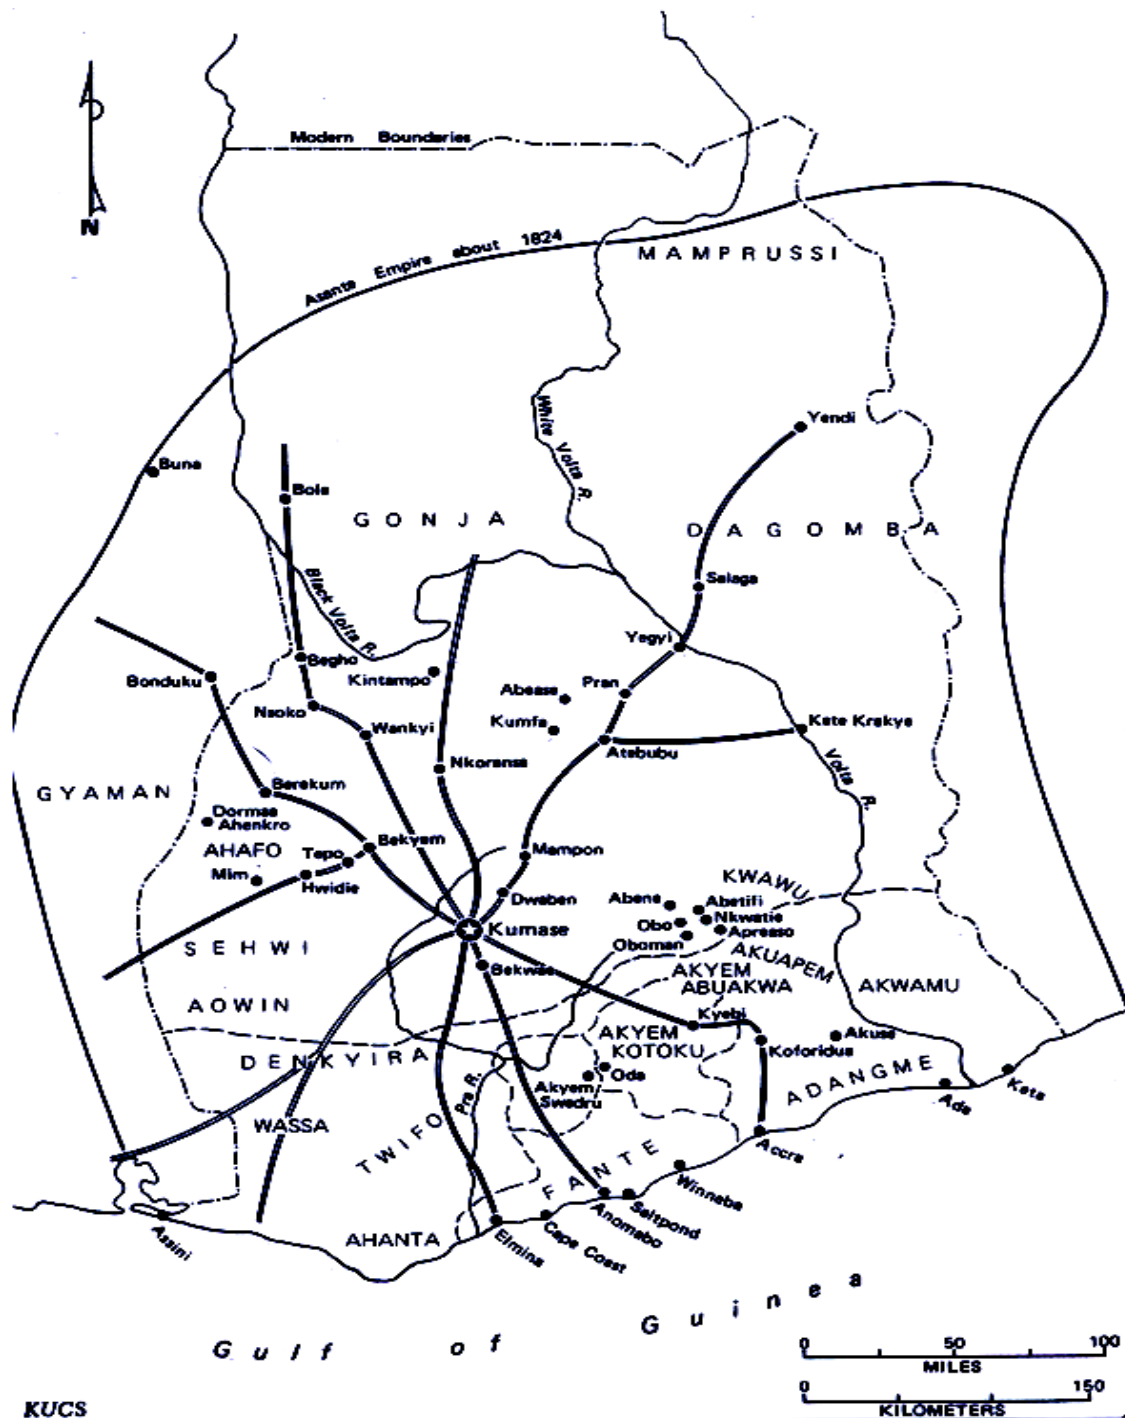 Modern Boundaries
N
Asante Empire about 1824
MAMPRUSSI
White Volta R.
Yendi
Buna
Bole
GONJA
DAGOMBA
Black Volta R.
Salaga
Yegyi
Begho
Kintampo
Bonduku
Abease
Pran
Nsoko
Wankyi
Kumfa
Kete Krakye
Atebubu
Nkoranse
Volta R.
GYAMAN
Berekum
Dormaa
Ahenkro
AHAFO
Tepo
Bekyem
Mampon
Mim
Hwidie
KWAWU
Dwaben
Abene
Abetifi
Nkwatie
Obo
Apreaso
Kumase
Oboman
SEHWI
AKUAPEM
Bekwae
AKYEM
ABUAKWA
AKWAMU
AOWIN
Kyebi
AKYEM
KOTOKU
Akuse
Koforidua
DENKYIRA
Oda
Akyem
Swedru
ADANGME
Keta
Ada
Pra R.
WASSA
TWIFO
Accra
FANTE
Winneba
Saltpond
Anomabo
Assini
AHANTA
Elmina
Cape Coast
Gulf of Guinea
0 50 100
MILES
0 150
KILOMETERS
KUCS